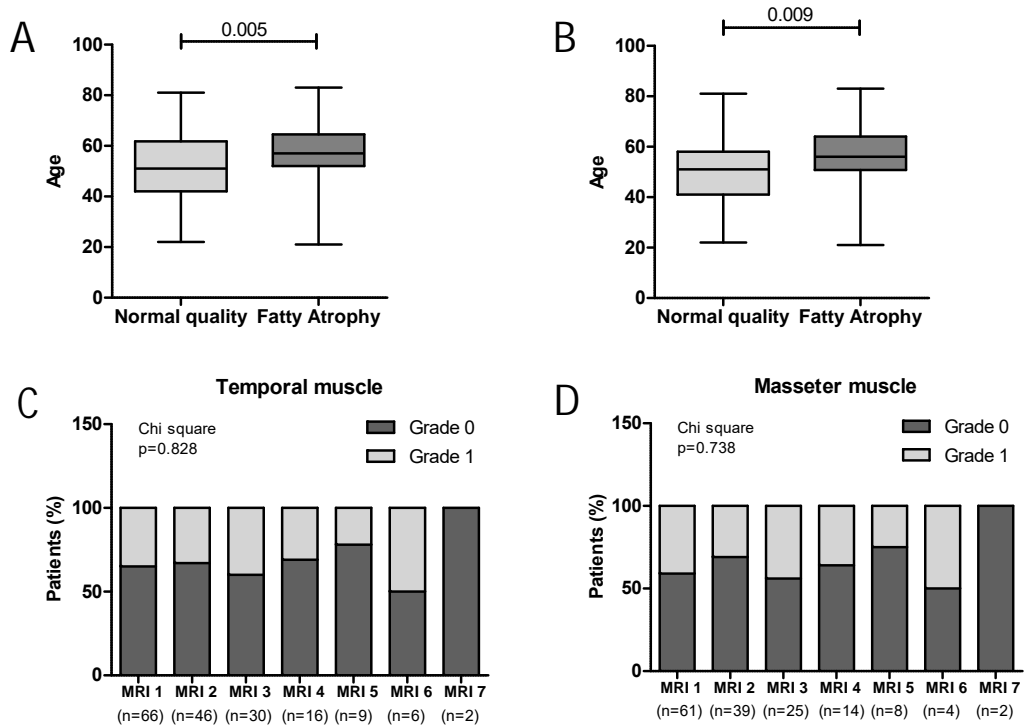 A
0.005
100
80
60
40
20
0
Age
Normal quality Fatty Atrophy
B
0.009
100
80
60
40
20
0
Age
Normal quality Fatty Atrophy
C
Temporal muscle
Chi square
p=0.828
Grade 0
Grade 1
150
100
50
0
Patients (%)
MRI 1 MRI 2 MRI 3 MRI 4 MRI 5 MRI 6 MRI 7
(n=66) (n=46) (n=30) (n=16) (n=9) (n=6) (n=2)
D
Masseter muscle
Chi square
p=0.738
Grade 0
Grade 1
150
100
50
0
Patients (%)
MRI 1 MRI 2 MRI 3 MRI 4 MRI 5 MRI 6 MRI 7
(n=61) (n=39) (n=25) (n=14) (n=8) (n=4) (n=2)